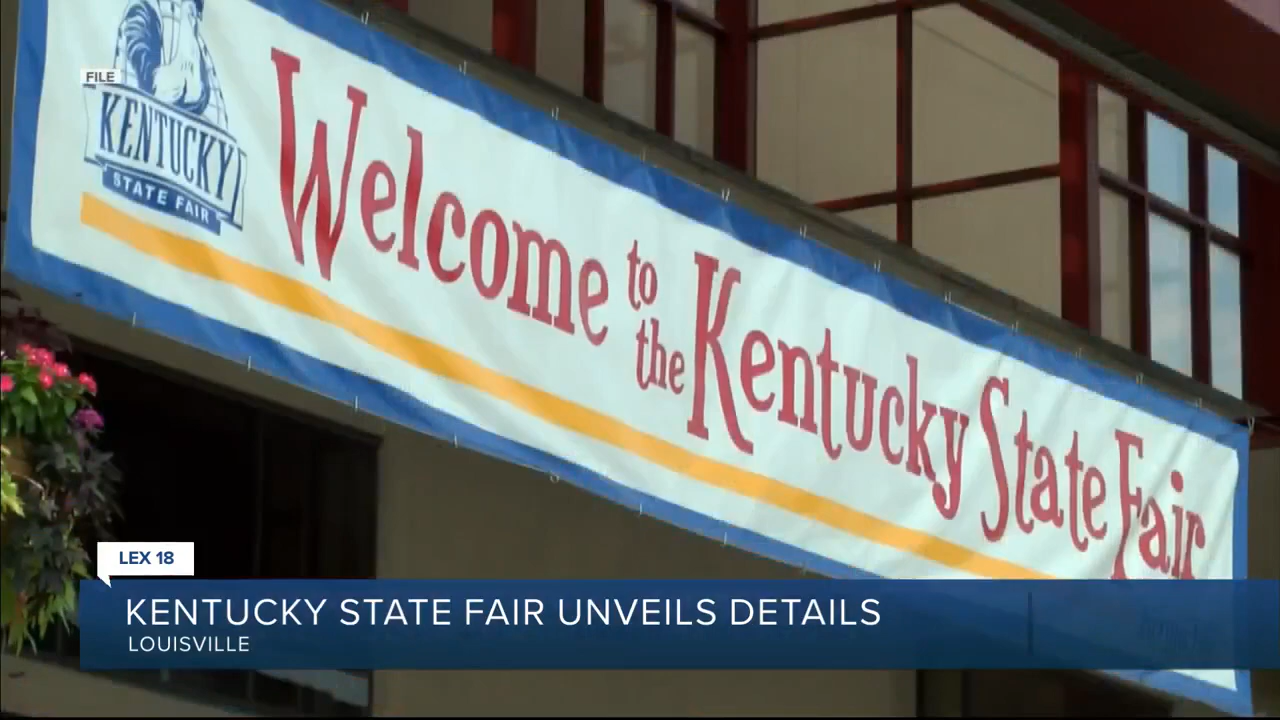 FILE
KENTUCKY
STATE FAIR
Welcome to the Kentucky State Fair
LEX 18
KENTUCKY STATE FAIR UNVEILS DETAILS
LOUISVILLE